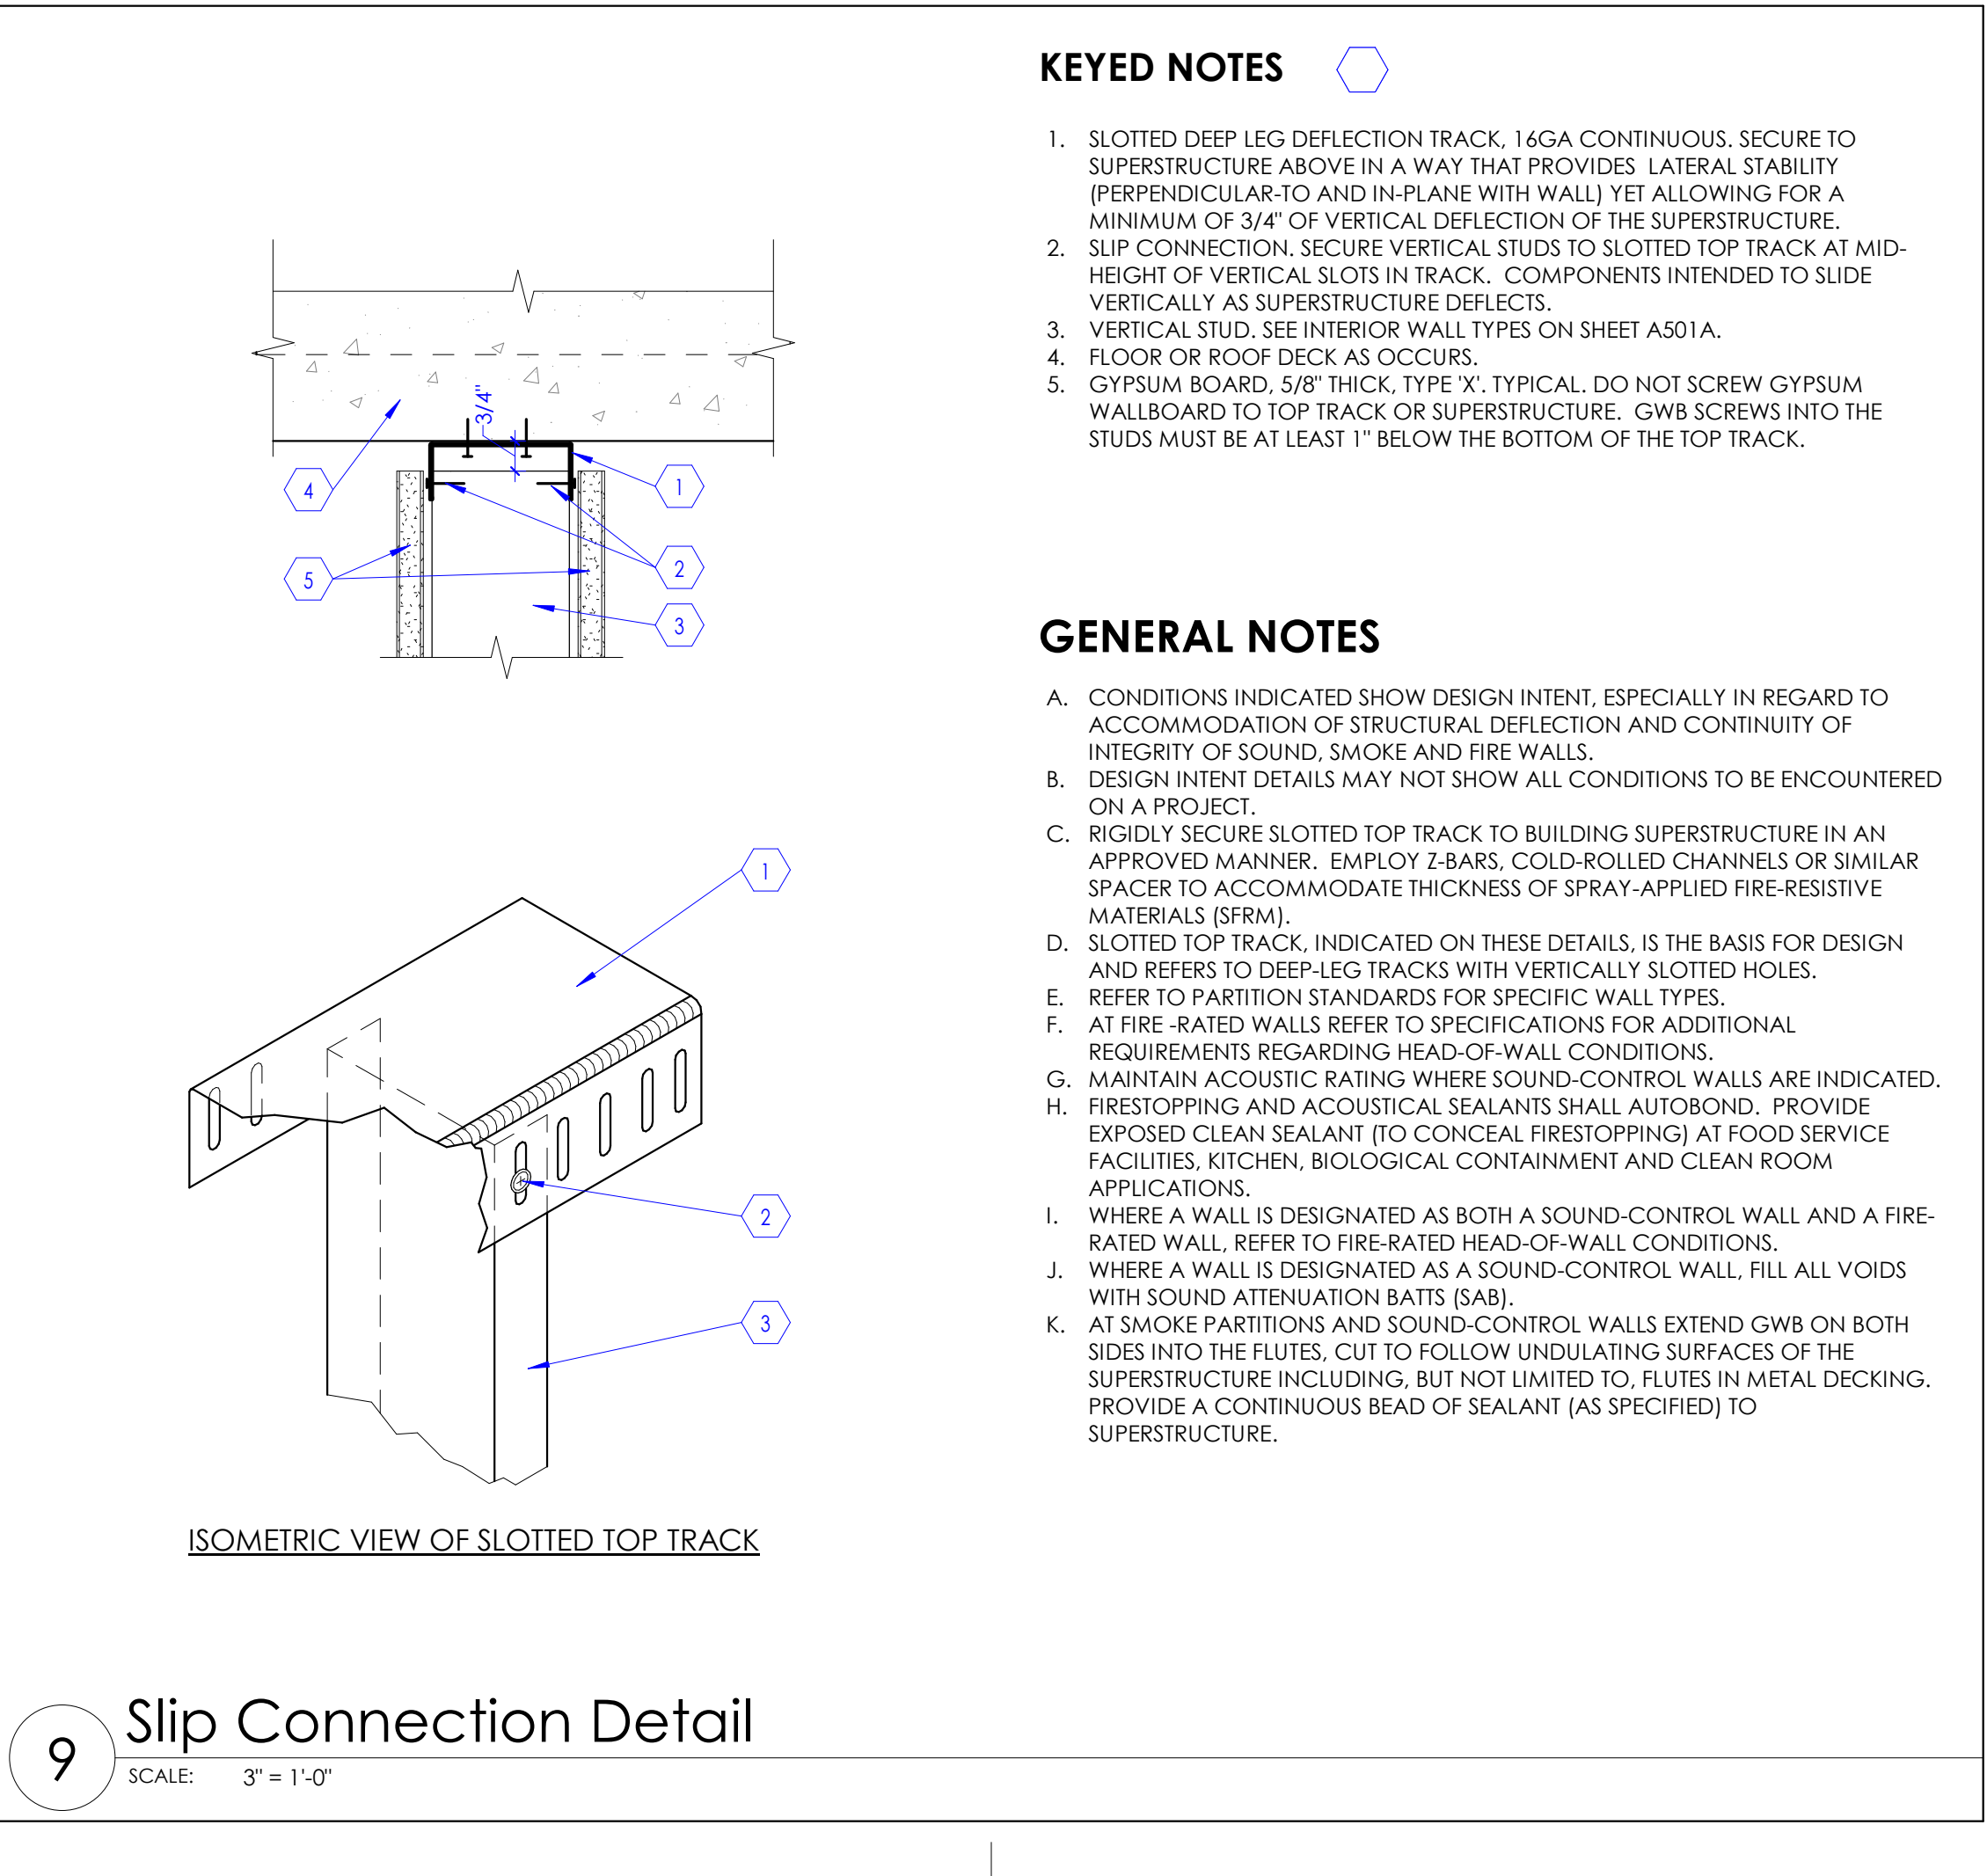 KEYED NOTES
1. SLOTTED DEEP LEG DEFLECTION TRACK, 16GA CONTINUOUS. SECURE TO
SUPERSTRUCTURE ABOVE IN A WAY THAT PROVIDES LATERAL STABILITY
(PERPENDICULAR-TO AND IN-PLANE WITH WALL) YET ALLOWING FOR A
MINIMUM OF 3/4" OF VERTICAL DEFLECTION OF THE SUPERSTRUCTURE.
2. SLIP CONNECTION. SECURE VERTICAL STUDS TO SLOTTED TOP TRACK AT MID-
HEIGHT OF VERTICAL SLOTS IN TRACK. COMPONENTS INTENDED TO SLIDE
VERTICALLY AS SUPERSTRUCTURE DEFLECTS.
3. VERTICAL STUD. SEE INTERIOR WALL TYPES ON SHEET A501A.
4. FLOOR OR ROOF DECK AS OCCURS.
5. GYPSUM BOARD, 5/8" THICK, TYPE 'X'. TYPICAL. DO NOT SCREW GYPSUM
WALLBOARD TO TOP TRACK OR SUPERSTRUCTURE. GWB SCREWS INTO THE
STUDS MUST BE AT LEAST 1" BELOW THE BOTTOM OF THE TOP TRACK.
3/4"
4
1
5
2
3
GENERAL NOTES
A. CONDITIONS INDICATED SHOW DESIGN INTENT, ESPECIALLY IN REGARD TO
ACCOMMODATION OF STRUCTURAL DEFLECTION AND CONTINUITY OF
INTEGRITY OF SOUND, SMOKE AND FIRE WALLS.
B. DESIGN INTENT DETAILS MAY NOT SHOW ALL CONDITIONS TO BE ENCOUNTERED
ON A PROJECT.
C. RIGIDLY SECURE SLOTTED TOP TRACK TO BUILDING SUPERSTRUCTURE IN AN
APPROVED MANNER. EMPLOY Z-BARS, COLD-ROLLED CHANNELS OR SIMILAR
SPACER TO ACCOMMODATE THICKNESS OF SPRAY-APPLIED FIRE-RESISTIVE
MATERIALS (SFRM).
D. SLOTTED TOP TRACK, INDICATED ON THESE DETAILS, IS THE BASIS FOR DESIGN
AND REFERS TO DEEP-LEG TRACKS WITH VERTICALLY SLOTTED HOLES.
E. REFER TO PARTITION STANDARDS FOR SPECIFIC WALL TYPES.
F. AT FIRE -RATED WALLS REFER TO SPECIFICATIONS FOR ADDITIONAL
REQUIREMENTS REGARDING HEAD-OF-WALL CONDITIONS.
G. MAINTAIN ACOUSTIC RATING WHERE SOUND-CONTROL WALLS ARE INDICATED.
H. FIRESTOPPING AND ACOUSTICAL SEALANTS SHALL AUTOBOND. PROVIDE
EXPOSED CLEAN SEALANT (TO CONCEAL FIRESTOPPING) AT FOOD SERVICE
FACILITIES, KITCHEN, BIOLOGICAL CONTAINMENT AND CLEAN ROOM
APPLICATIONS.
I. WHERE A WALL IS DESIGNATED AS BOTH A SOUND-CONTROL WALL AND A FIRE-
RATED WALL, REFER TO FIRE-RATED HEAD-OF-WALL CONDITIONS.
J. WHERE A WALL IS DESIGNATED AS A SOUND-CONTROL WALL, FILL ALL VOIDS
WITH SOUND ATTENUATION BATTS (SAB).
K. AT SMOKE PARTITIONS AND SOUND-CONTROL WALLS EXTEND GWB ON BOTH
SIDES INTO THE FLUTES, CUT TO FOLLOW UNDULATING SURFACES OF THE
SUPERSTRUCTURE INCLUDING, BUT NOT LIMITED TO, FLUTES IN METAL DECKING.
PROVIDE A CONTINUOUS BEAD OF SEALANT (AS SPECIFIED) TO
SUPERSTRUCTURE.
1
2
3
ISOMETRIC VIEW OF SLOTTED TOP TRACK
9
Slip Connection Detail
SCALE: 3" = 1'-0"